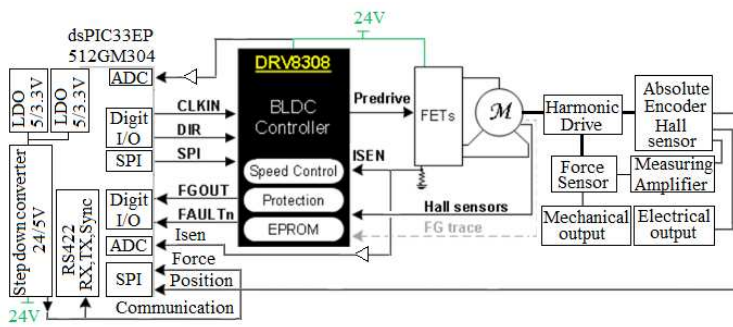 dsPIC33EP
512GM304
24V
LDO
5/3.3V
LDO
5/3.3V
ADC
Digit
I/O
SPI
CLKIN
DIR
SPI
DRV8308
BLDC
Controller
Speed Control
Protection
EPROM
Predrive
FETs
M
ISEN
Hall sensors
FG trace
Harmonic
Drive
Absolute
Encoder
Hall
sensor
Force
Sensor
Measuring
Amplifier
Mechanical
output
Electrical
output
Step down converter
24/5V
RS422
RX,TX,Sync
Digit
I/O
ADC
SPI
FGOUT
FAULTn
Isen
Force
Position
Communication
24V